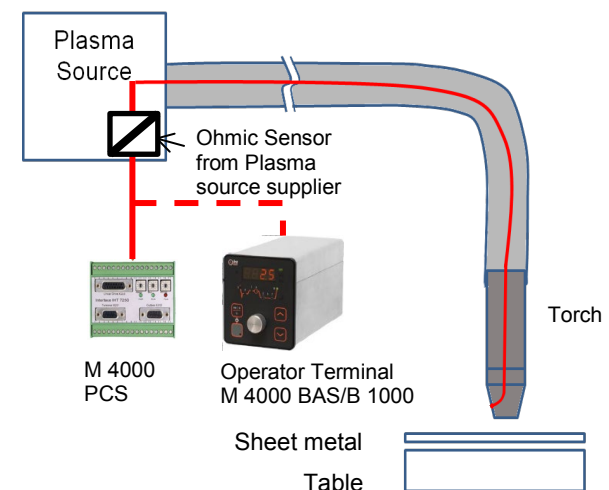 Plasma
Source
Ohmic Sensor
from Plasma
source supplier
25
M 4000
PCS
Operator Terminal
M 4000 BAS/B 1000
Torch
Sheet metal
Table